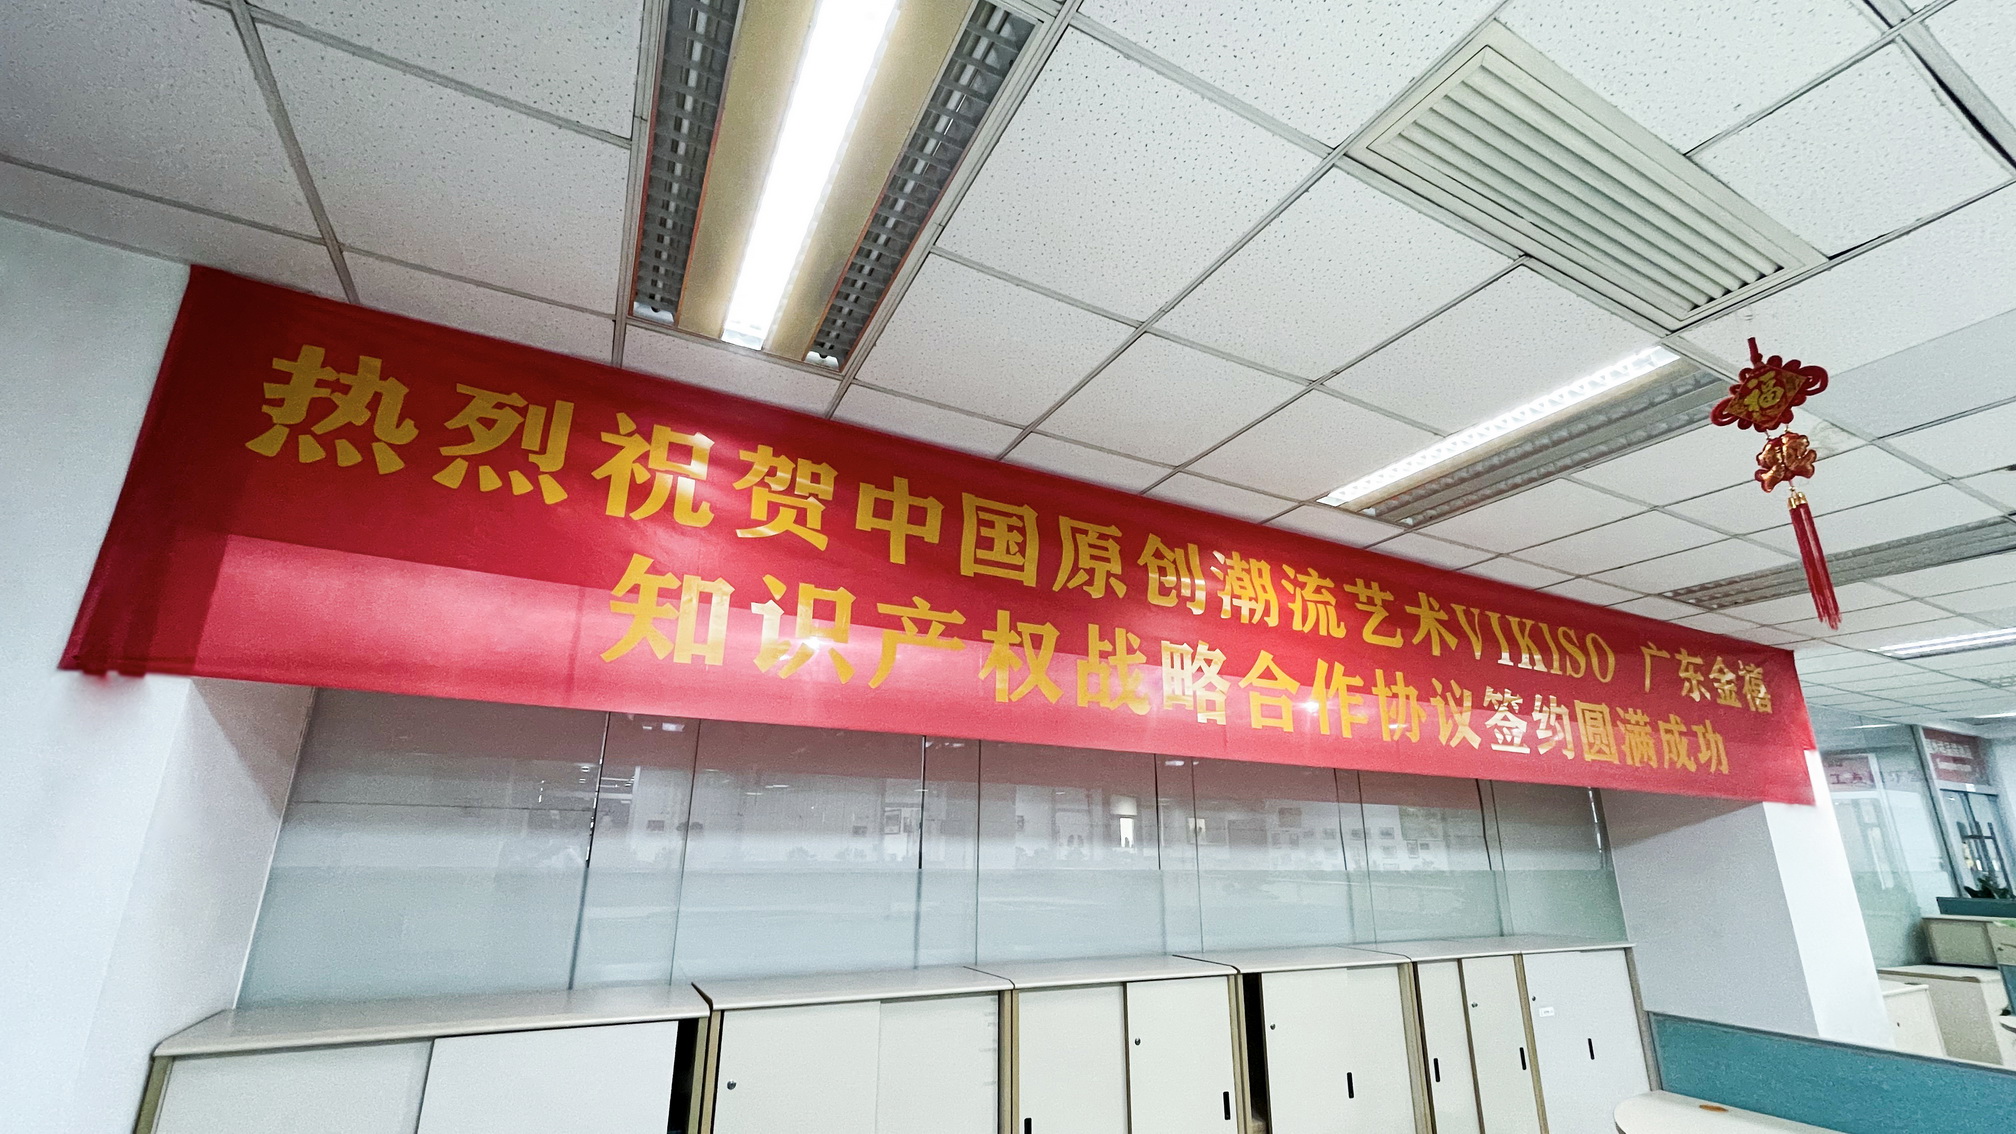 热烈祝贺中国原创潮流艺术VIKISO 广东金禧
知识产权战略合作协议签约圆满成功
福